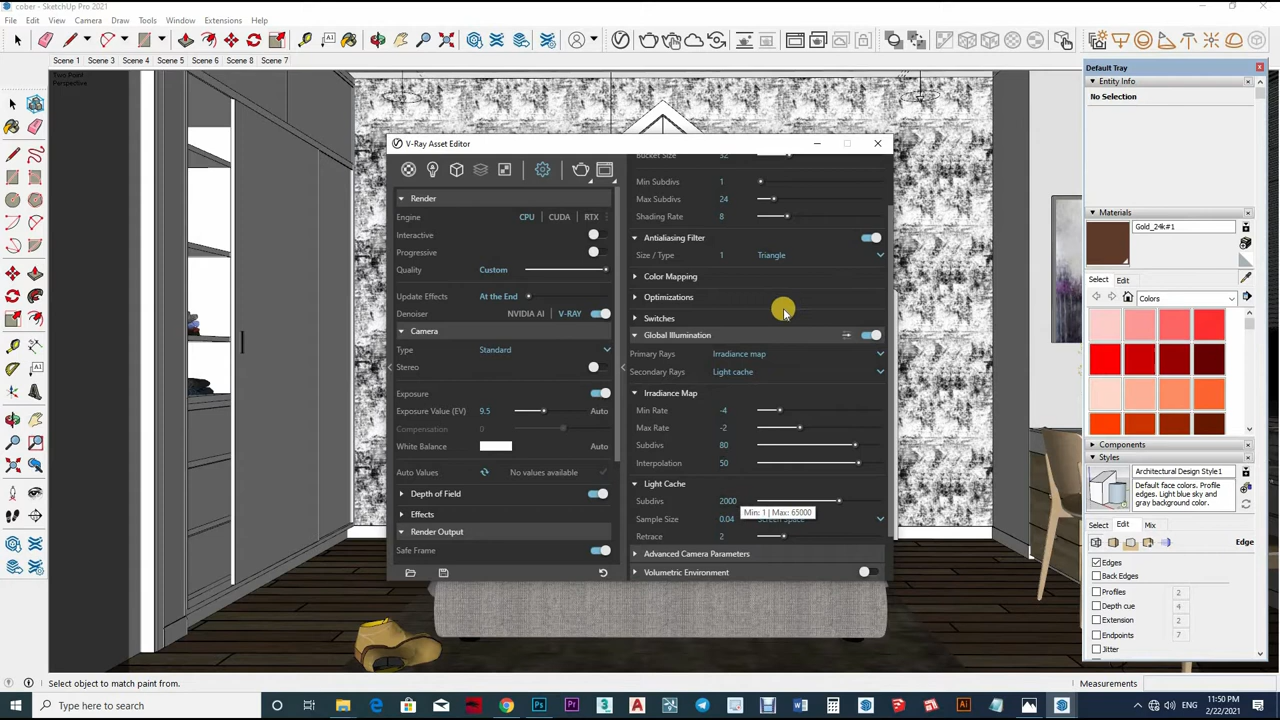 cober - SketchUp Pro 2021
File Edit View Camera Draw Tools Window Extensions Help
Scene 1 Scene 3 Scene 4 Scene 5 Scene 6 Scene 8 Scene 7
Two Point
Perspective
V-Ray Asset Editor
Render
Engine CPU CUDA RTX
Interactive
Progressive
Quality Custom
Update Effects At the End
Denoiser NVIDIA AI V-RAY
Camera
Type Standard
Stereo
Exposure
Exposure Value (EV) 9.5 Auto
Compensation 0
White Balance Auto
Auto Values No values available
Depth of Field
Effects
Render Output
Safe Frame
Bucket Size 32
Min Subdivs 1
Max Subdivs 24
Shading Rate 8
Antialiasing Filter
Size / Type 1 Triangle
Color Mapping
Optimizations
Switches
Global Illumination
Primary Rays Irradiance map
Secondary Rays Light cache
Irradiance Map
Min Rate -4
Max Rate -2
Subdivs 80
Interpolation 50
Light Cache
Subdivs 2000
Min: 1 | Max: 65000
Sample Size 0.04 Screen Space
Retrace 2
Advanced Camera Parameters
Volumetric Environment
Default Tray
Entity Info
No Selection
Materials
Gold_24k#1
Select Edit
Colors
Components
Styles
Architectural Design Style1
Default face colors. Profile
edges. Light blue sky and
gray background color.
Select Edit Mix
Edge
Edges
Back Edges
Profiles 2
Depth cue 4
Extension 2
Endpoints 7
Jitter
Select object to match paint from.
Measurements
Type here to search
11:50 PM
2/22/2021